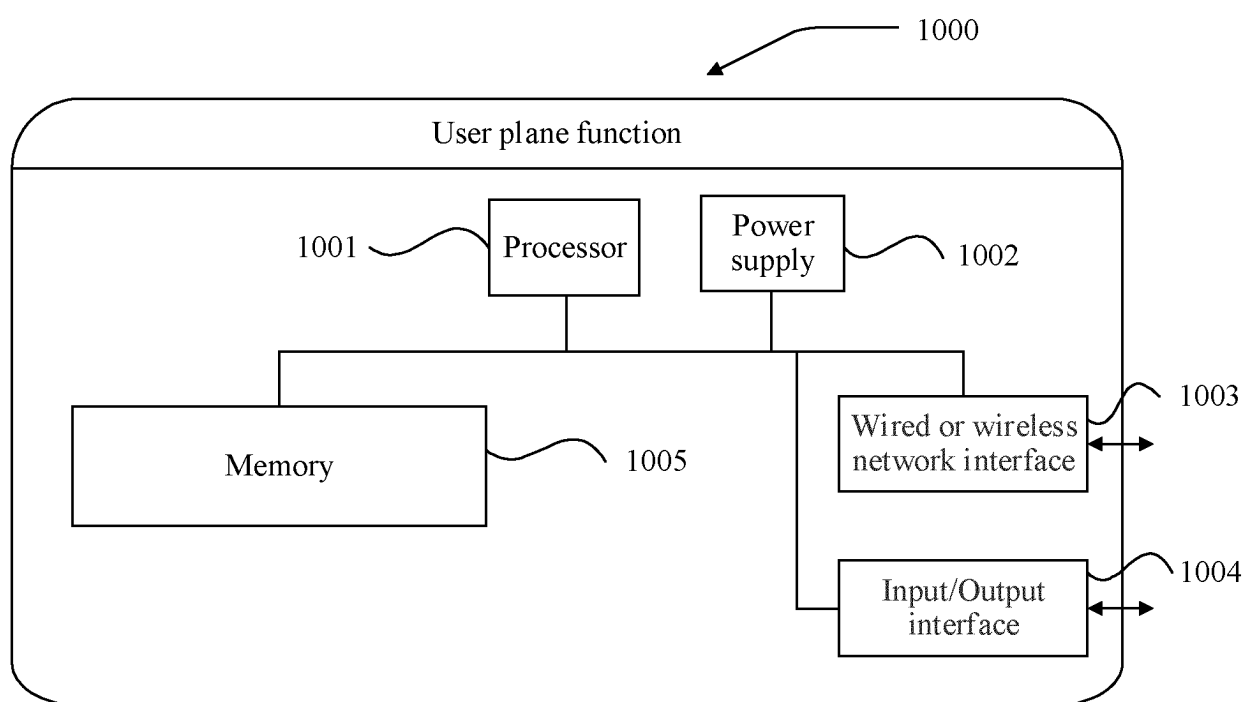 1000
User plane function
1001
Processor
Power
supply
1002
1003
Wired or wireless
network interface
Memory
1005
1004
Input/Output
interface